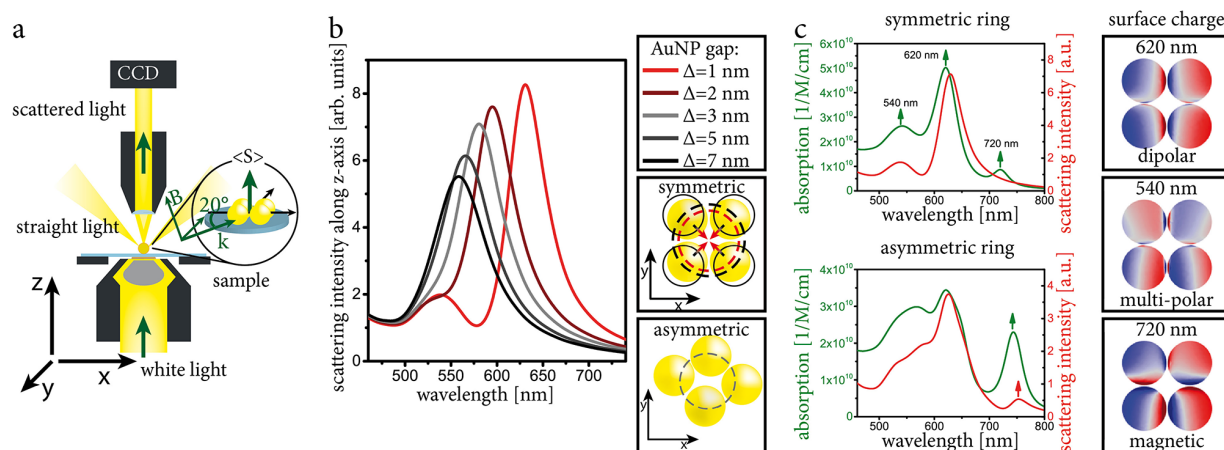 a
CCD
scattered light
<S>
B
20°
k
straight light
sample
z
x
y
white light
b
scattering intensity along z-axis [arb. units]
8
6
4
2
0
500
550
600
650
700
wavelength [nm]
AuNP gap:
Δ=1 nm
Δ=2 nm
Δ=3 nm
Δ=5 nm
Δ=7 nm
symmetric
y
x
asymmetric
y
x
c
symmetric ring
absorption [1/M/cm]
6x10¹⁰
5x10¹⁰
4x10¹⁰
3x10¹⁰
2x10¹⁰
1x10¹⁰
0
540 nm
620 nm
720 nm
8
6
4
2
0
scattering intensity [a.u.]
500
600
700
800
wavelength [nm]
asymmetric ring
absorption [1/M/cm]
4x10¹⁰
3x10¹⁰
2x10¹⁰
1x10¹⁰
0
5
4
3
2
1
0
scattering intensity [a.u.]
500
600
700
800
wavelength [nm]
surface charge
620 nm
dipolar
540 nm
multi-polar
720 nm
magnetic